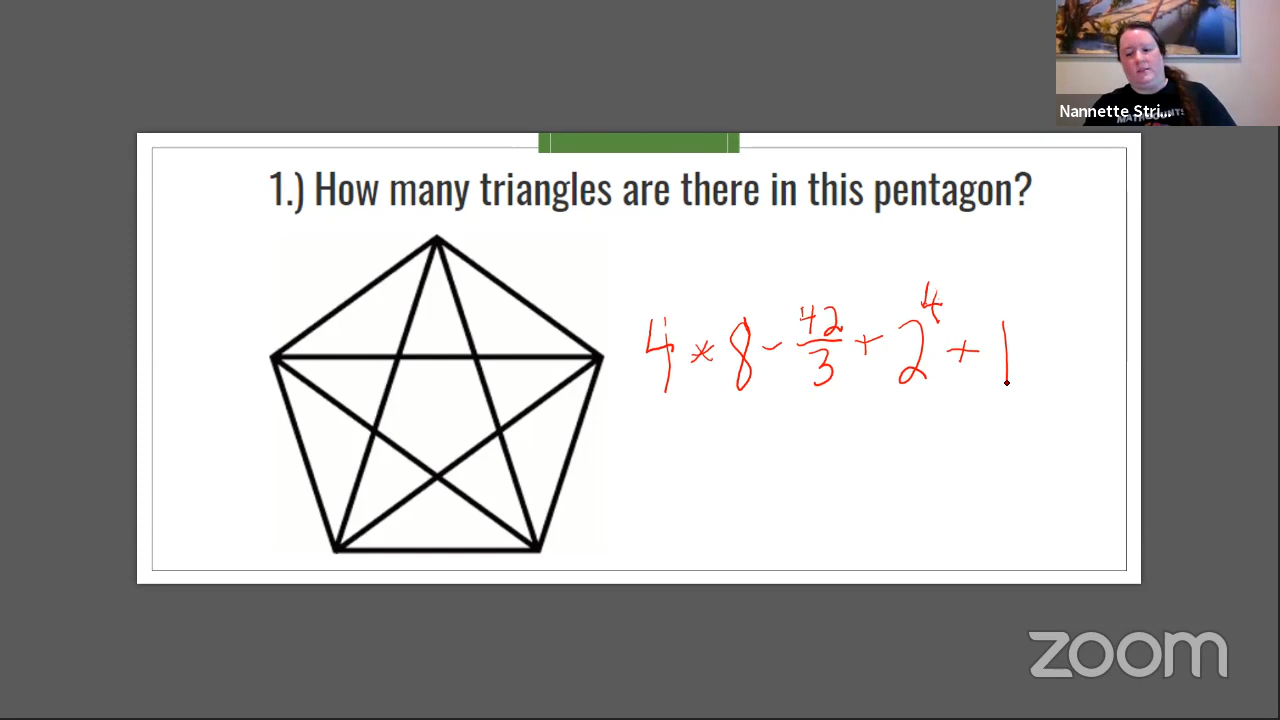 Nannette Stri...
MATHCOUNTS
1.) How many triangles are there in this pentagon?
4 * 8 - 42/3 + 2^4 + 1
zoom